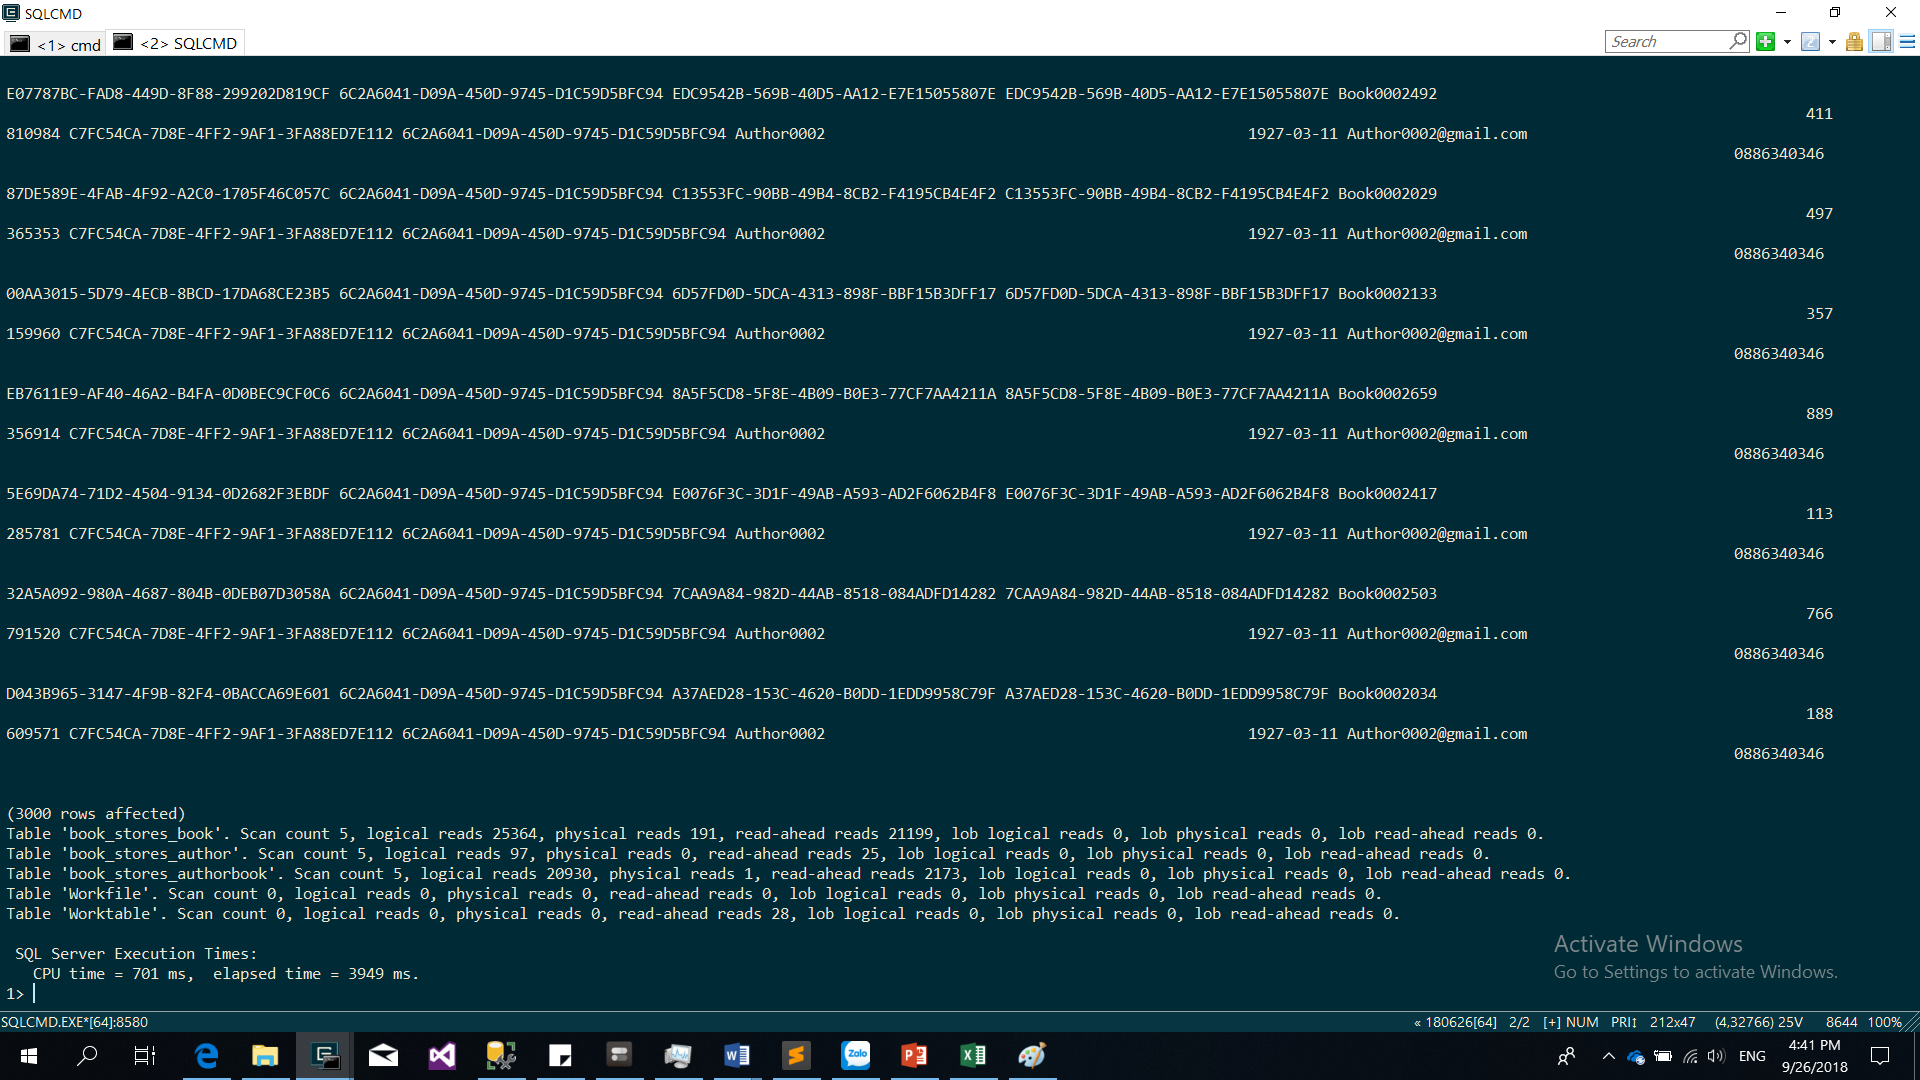 SQLCMD
<1> cmd
<2> SQLCMD
Search
E07787BC-FAD8-449D-8F88-299202D819CF 6C2A6041-D09A-450D-9745-D1C59D5BFC94 EDC9542B-569B-40D5-AA12-E7E15055807E EDC9542B-569B-40D5-AA12-E7E15055807E Book0002492
411
810984 C7FC54CA-7D8E-4FF2-9AF1-3FA88ED7E112 6C2A6041-D09A-450D-9745-D1C59D5BFC94 Author0002 1927-03-11 Author0002@gmail.com
0886340346
87DE589E-4FAB-4F92-A2C0-1705F46C057C 6C2A6041-D09A-450D-9745-D1C59D5BFC94 C13553FC-90BB-49B4-8CB2-F4195CB4E4F2 C13553FC-90BB-49B4-8CB2-F4195CB4E4F2 Book0002029
497
365353 C7FC54CA-7D8E-4FF2-9AF1-3FA88ED7E112 6C2A6041-D09A-450D-9745-D1C59D5BFC94 Author0002 1927-03-11 Author0002@gmail.com
0886340346
00AA3015-5D79-4ECB-8BCD-17DA68CE23B5 6C2A6041-D09A-450D-9745-D1C59D5BFC94 6D57FD0D-5DCA-4313-898F-BBF15B3DFF17 6D57FD0D-5DCA-4313-898F-BBF15B3DFF17 Book0002133
357
159960 C7FC54CA-7D8E-4FF2-9AF1-3FA88ED7E112 6C2A6041-D09A-450D-9745-D1C59D5BFC94 Author0002 1927-03-11 Author0002@gmail.com
0886340346
EB7611E9-AF40-46A2-B4FA-0D0BEC9CF0C6 6C2A6041-D09A-450D-9745-D1C59D5BFC94 8A5F5CD8-5F8E-4B09-B0E3-77CF7AA4211A 8A5F5CD8-5F8E-4B09-B0E3-77CF7AA4211A Book0002659
889
356914 C7FC54CA-7D8E-4FF2-9AF1-3FA88ED7E112 6C2A6041-D09A-450D-9745-D1C59D5BFC94 Author0002 1927-03-11 Author0002@gmail.com
0886340346
5E69DA74-71D2-4504-9134-0D2682F3EBDF 6C2A6041-D09A-450D-9745-D1C59D5BFC94 E0076F3C-3D1F-49AB-A593-AD2F6062B4F8 E0076F3C-3D1F-49AB-A593-AD2F6062B4F8 Book0002417
113
285781 C7FC54CA-7D8E-4FF2-9AF1-3FA88ED7E112 6C2A6041-D09A-450D-9745-D1C59D5BFC94 Author0002 1927-03-11 Author0002@gmail.com
0886340346
32A5A092-980A-4687-804B-0DEB07D3058A 6C2A6041-D09A-450D-9745-D1C59D5BFC94 7CAA9A84-982D-44AB-8518-084ADFD14282 7CAA9A84-982D-44AB-8518-084ADFD14282 Book0002503
766
791520 C7FC54CA-7D8E-4FF2-9AF1-3FA88ED7E112 6C2A6041-D09A-450D-9745-D1C59D5BFC94 Author0002 1927-03-11 Author0002@gmail.com
0886340346
D043B965-3147-4F9B-82F4-0BACCA69E601 6C2A6041-D09A-450D-9745-D1C59D5BFC94 A37AED28-153C-4620-B0DD-1EDD9958C79F A37AED28-153C-4620-B0DD-1EDD9958C79F Book0002034
188
609571 C7FC54CA-7D8E-4FF2-9AF1-3FA88ED7E112 6C2A6041-D09A-450D-9745-D1C59D5BFC94 Author0002 1927-03-11 Author0002@gmail.com
0886340346
(3000 rows affected)
Table 'book_stores_book'. Scan count 5, logical reads 25364, physical reads 191, read-ahead reads 21199, lob logical reads 0, lob physical reads 0, lob read-ahead reads 0.
Table 'book_stores_author'. Scan count 5, logical reads 97, physical reads 0, read-ahead reads 25, lob logical reads 0, lob physical reads 0, lob read-ahead reads 0.
Table 'book_stores_authorbook'. Scan count 5, logical reads 20930, physical reads 1, read-ahead reads 2173, lob logical reads 0, lob physical reads 0, lob read-ahead reads 0.
Table 'Workfile'. Scan count 0, logical reads 0, physical reads 0, read-ahead reads 0, lob logical reads 0, lob physical reads 0, lob read-ahead reads 0.
Table 'Worktable'. Scan count 0, logical reads 0, physical reads 0, read-ahead reads 28, lob logical reads 0, lob physical reads 0, lob read-ahead reads 0.
SQL Server Execution Times:
CPU time = 701 ms, elapsed time = 3949 ms.
1>
Activate Windows
Go to Settings to activate Windows.
SQLCMD.EXE*[64]:8580 « 180626[64] 2/2 [+] NUM PRI↕ 212x47 (4,32766) 25V 8644 100%
Zalo
ENG
4:41 PM
9/26/2018